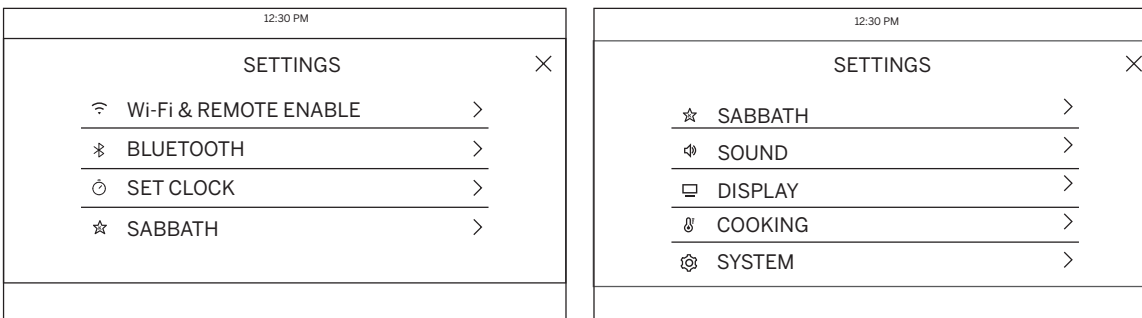 12:30 PM
SETTINGS
Wi-Fi & REMOTE ENABLE
BLUETOOTH
SET CLOCK
SABBATH
12:30 PM
SETTINGS
SABBATH
SOUND
DISPLAY
COOKING
SYSTEM